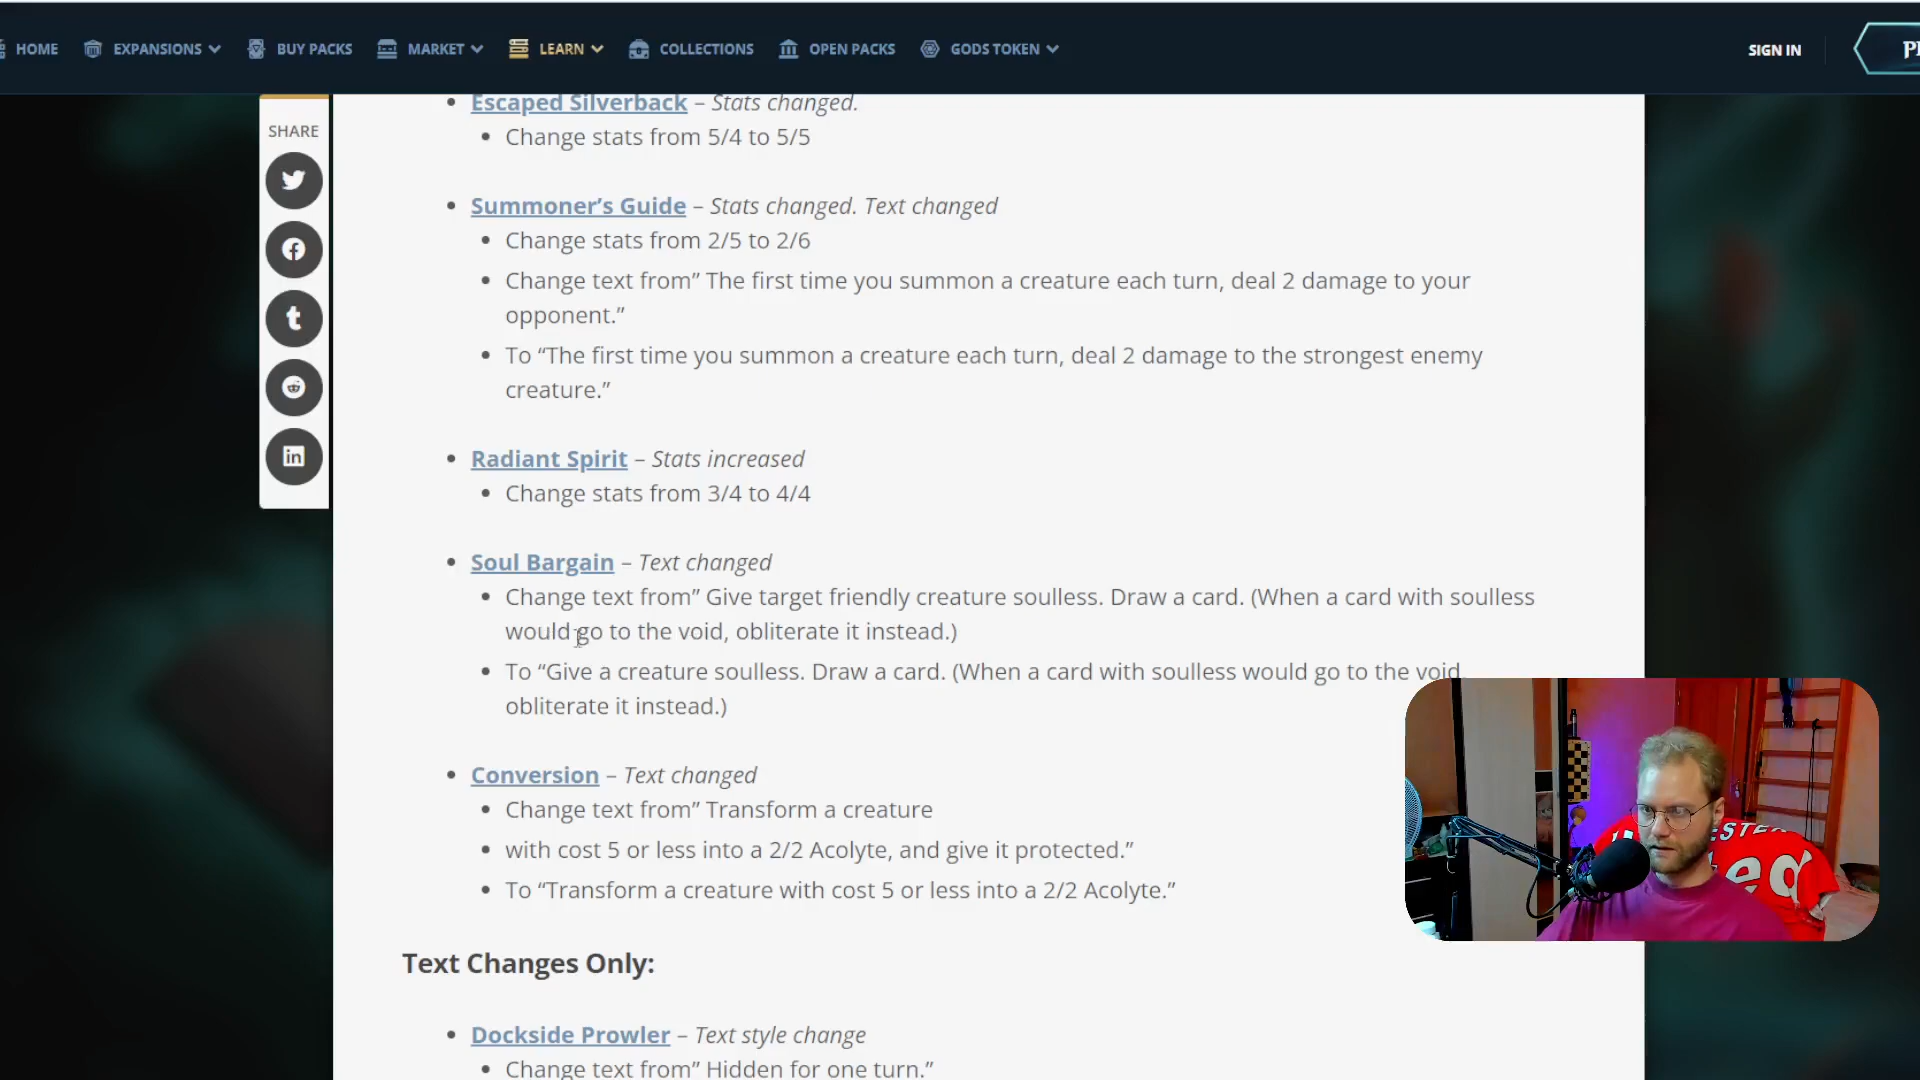 HOME EXPANSIONS BUY PACKS MARKET LEARN COLLECTIONS OPEN PACKS GODS TOKEN SIGN IN
SHARE
Escaped Silverback – Stats changed.
Change stats from 5/4 to 5/5
Summoner’s Guide – Stats changed. Text changed
Change stats from 2/5 to 2/6
Change text from” The first time you summon a creature each turn, deal 2 damage to your
opponent.”
To “The first time you summon a creature each turn, deal 2 damage to the strongest enemy
creature.”
Radiant Spirit – Stats increased
Change stats from 3/4 to 4/4
Soul Bargain – Text changed
Change text from” Give target friendly creature soulless. Draw a card. (When a card with soulless
would go to the void, obliterate it instead.)
To “Give a creature soulless. Draw a card. (When a card with soulless would go to the void
obliterate it instead.)
Conversion – Text changed
Change text from” Transform a creature
with cost 5 or less into a 2/2 Acolyte, and give it protected.”
To “Transform a creature with cost 5 or less into a 2/2 Acolyte.”
Text Changes Only:
Dockside Prowler – Text style change
Change text from” Hidden for one turn.”